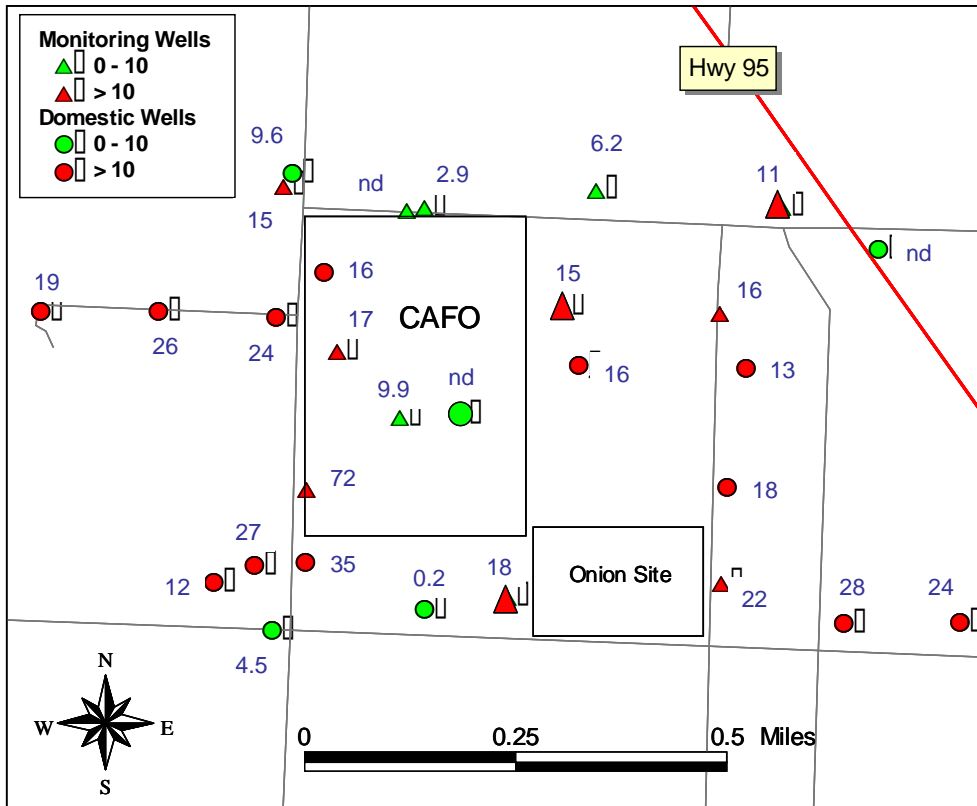 Monitoring Wells
0 - 10
> 10
Domestic Wells
0 - 10
> 10
Hwy 95
9.6
15
nd
2.9
6.2
11
nd
19
26
24
16
17
CAFO
9.9
nd
15
16
16
13
72
18
27
12
35
4.5
0.2
18
Onion Site
22
28
24
N
W
E
S
0
0.25
0.5 Miles